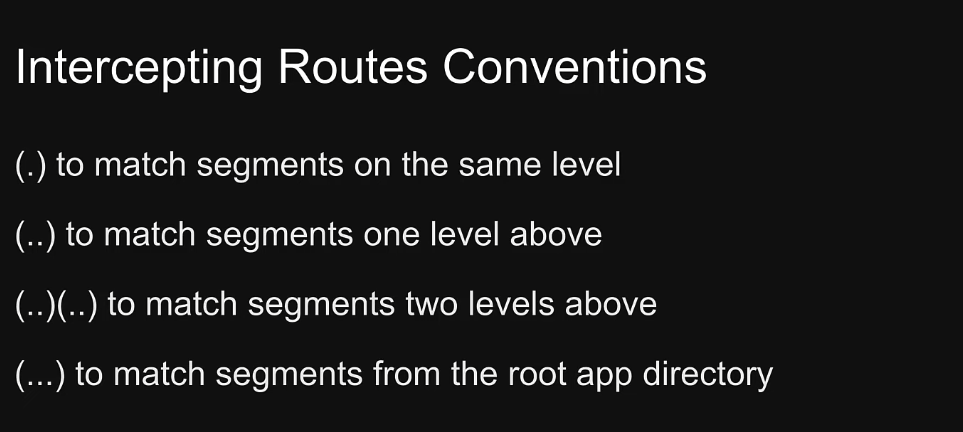 Intercepting Routes Conventions
(.) to match segments on the same level
(..) to match segments one level above
(..)(..) to match segments two levels above
(...) to match segments from the root app directory